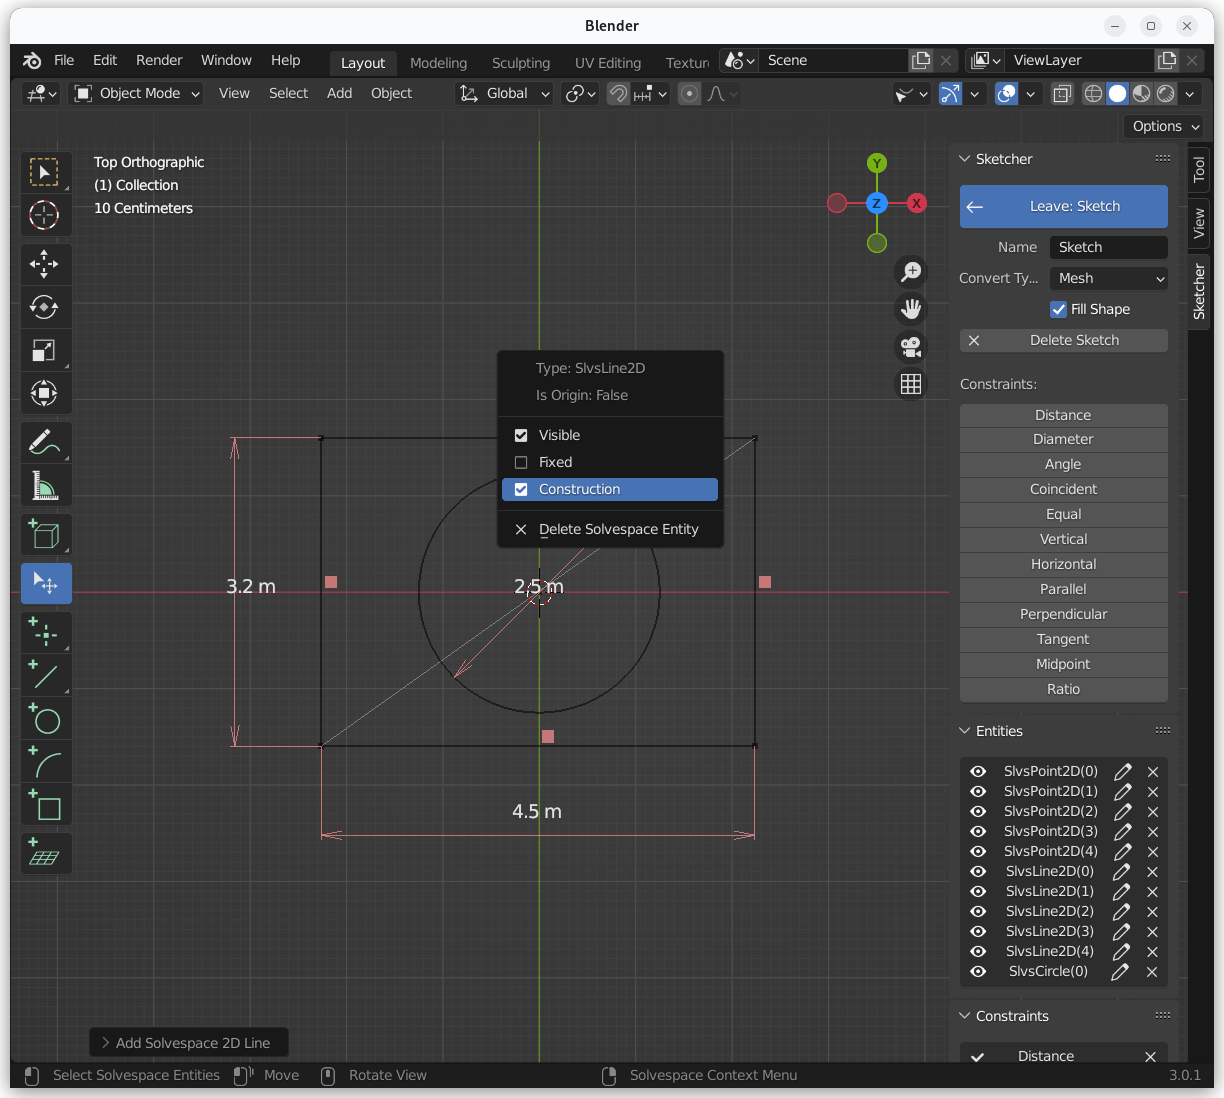 Blender
File Edit Render Window Help Layout Modeling Sculpting UV Editing Textur Scene ViewLayer
Object Mode View Select Add Object Global
Options
Top Orthographic
(1) Collection
10 Centimeters
Y
Z
X
Type: SlvsLine2D
Is Origin: False
Visible
Fixed
Construction
Delete Solvespace Entity
3.2 m
2.5 m
4.5 m
Add Solvespace 2D Line
Sketcher
Leave: Sketch
Name Sketch
Convert Ty... Mesh
Fill Shape
Delete Sketch
Constraints:
Distance
Diameter
Angle
Coincident
Equal
Vertical
Horizontal
Parallel
Perpendicular
Tangent
Midpoint
Ratio
Entities
SlvsPoint2D(0)
SlvsPoint2D(1)
SlvsPoint2D(2)
SlvsPoint2D(3)
SlvsPoint2D(4)
SlvsLine2D(0)
SlvsLine2D(1)
SlvsLine2D(2)
SlvsLine2D(3)
SlvsLine2D(4)
SlvsCircle(0)
Constraints
Distance
Tool
View
Sketcher
Select Solvespace Entities Move Rotate View Solvespace Context Menu 3.0.1